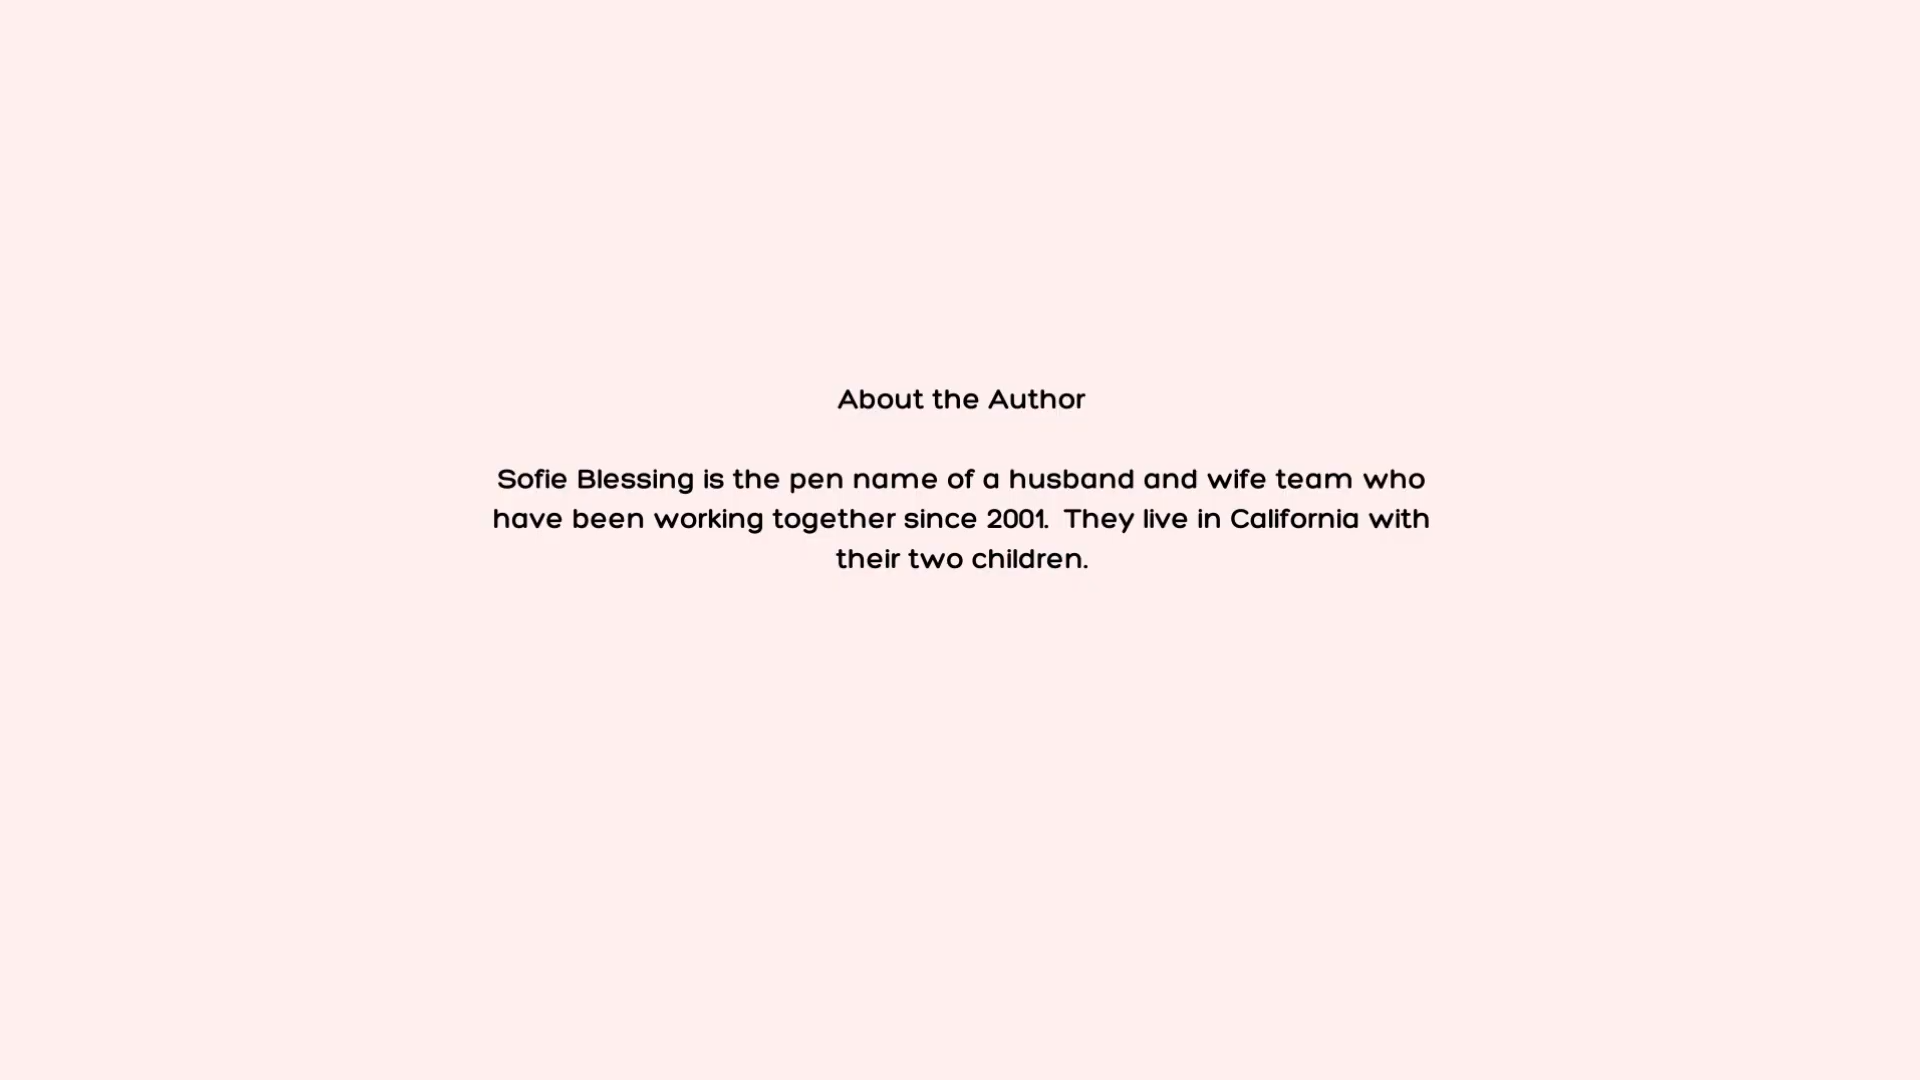 About the Author
Sofie Blessing is the pen name of a husband and wife team who
have been working together since 2001.  They live in California with
their two children.